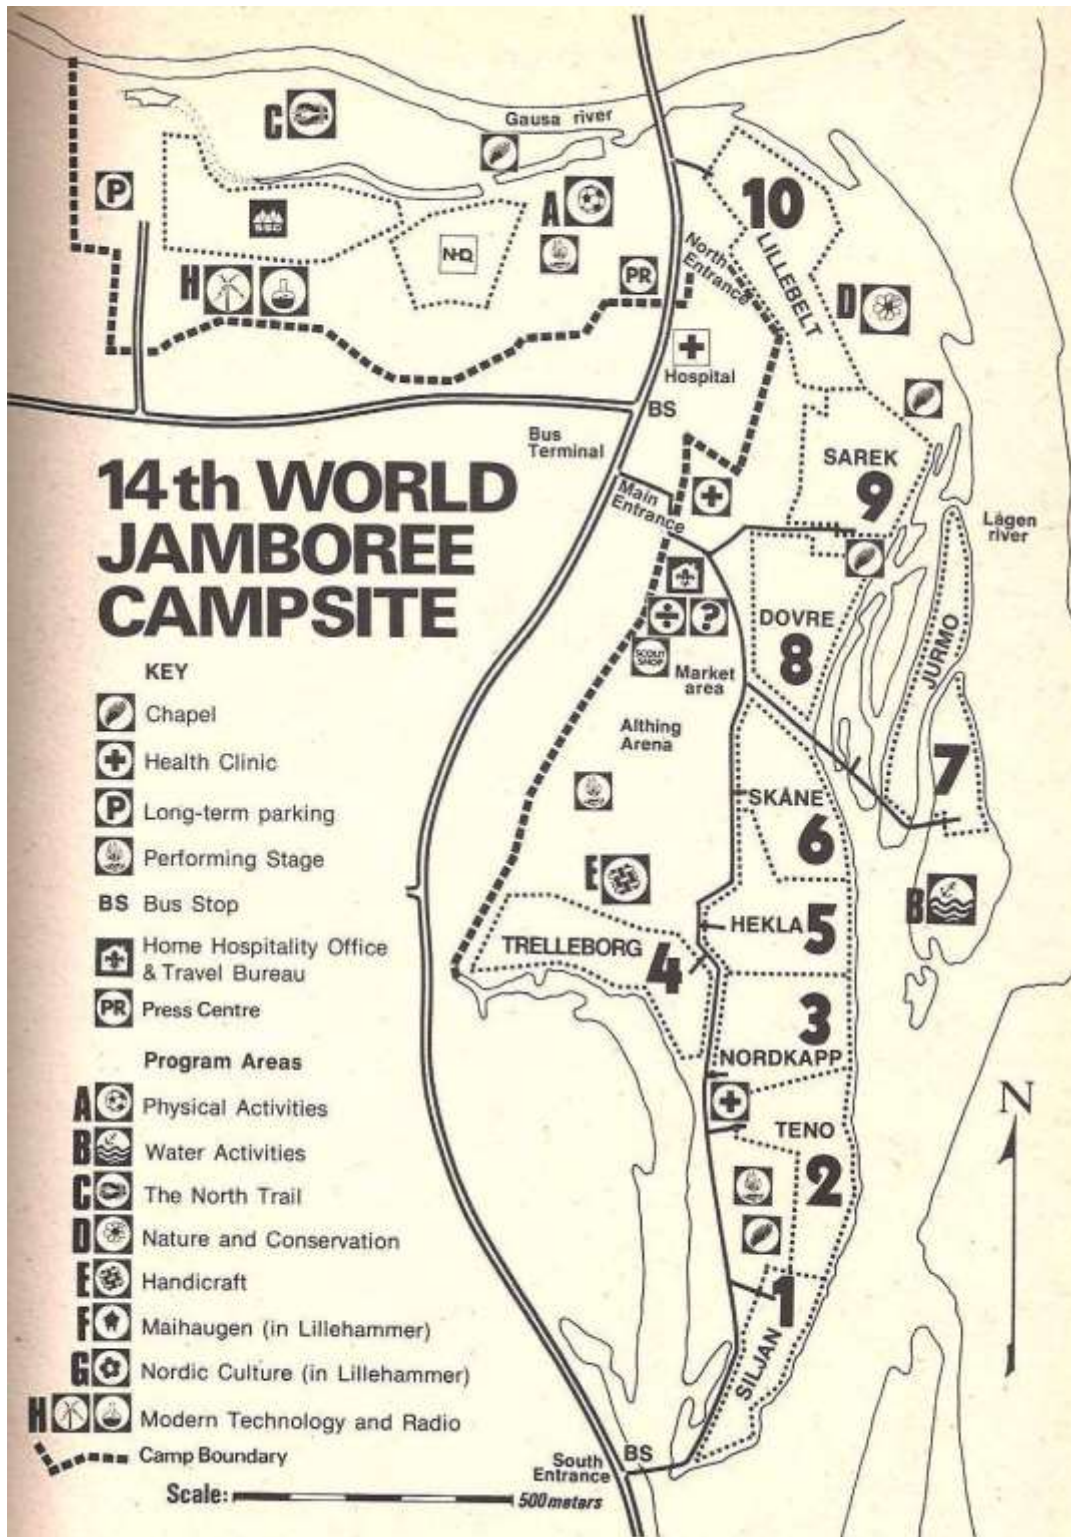 C
Gausa river
P
A
10
SSC
NHQ
LILLEBELT
North
Entrance
H
PR
D
Hospital
BS
Bus
Terminal
14th WORLD
JAMBOREE
CAMPSITE
SAREK
9
Main
Entrance
Lågen
river
DOVRE
8
?
SCOUT
SHOP
Market
area
JURMO
7
Althing
Arena
SKÅNE
6
E
B
HEKLA 5
TRELLEBORG
4
3
NORDKAPP
TENO
2
1
SILJAN
N
South
Entrance
BS
KEY
Chapel
Health Clinic
P Long-term parking
Performing Stage
BS Bus Stop
Home Hospitality Office
& Travel Bureau
PR Press Centre
Program Areas
A Physical Activities
B Water Activities
C The North Trail
D Nature and Conservation
E Handicraft
F Maihaugen (in Lillehammer)
G Nordic Culture (in Lillehammer)
H Modern Technology and Radio
Camp Boundary
Scale: 500 meters